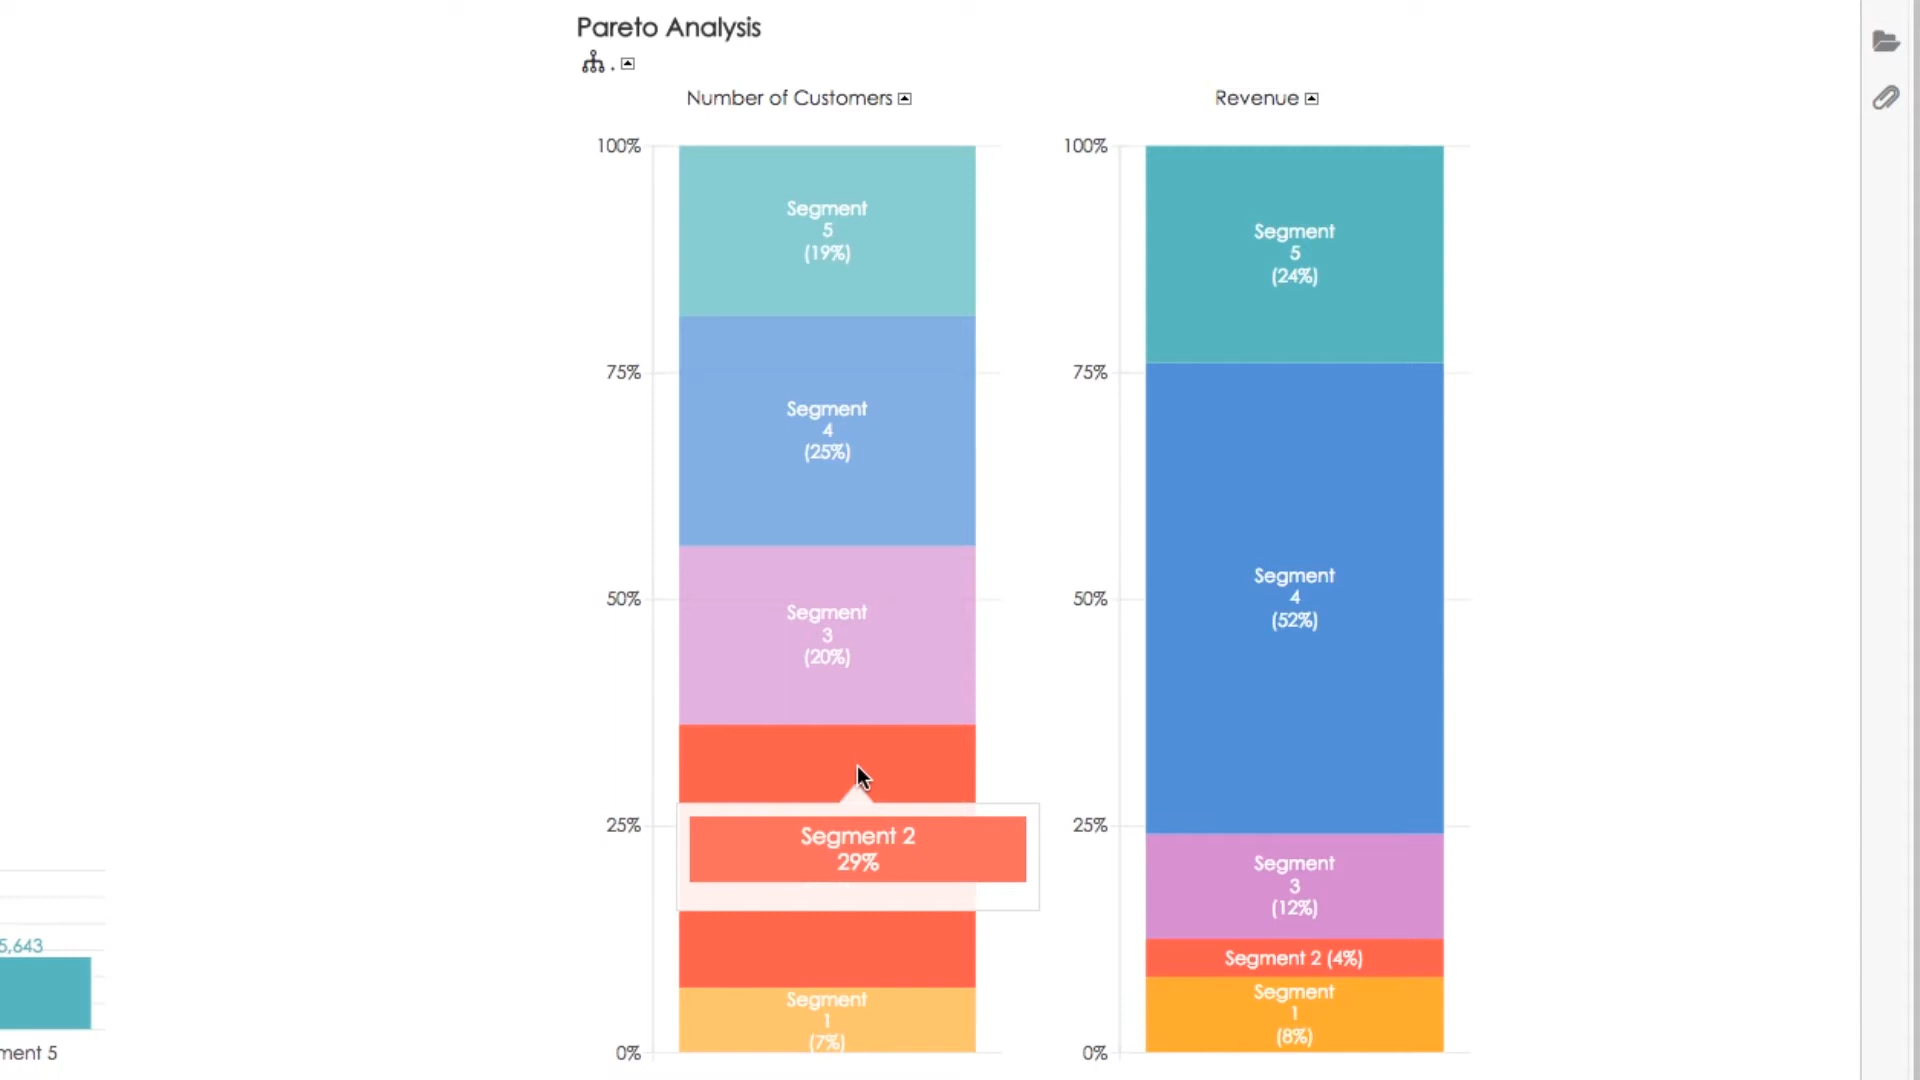 Pareto Analysis
Number of Customers
Revenue
100%
75%
50%
25%
0%
Segment
5
(19%)
Segment
4
(25%)
Segment
3
(20%)
Segment 2
29%
Segment
1
(7%)
100%
75%
50%
25%
0%
Segment
5
(24%)
Segment
4
(52%)
Segment
3
(12%)
Segment 2 (4%)
Segment
1
(8%)
5,643
ment 5